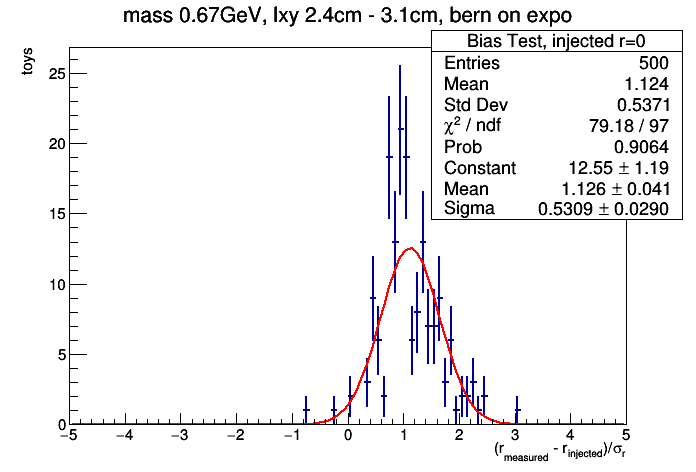 mass 0.67GeV, lxy 2.4cm - 3.1cm, bern on expo
toys
Bias Test, injected r=0
Entries 500
Mean 1.124
Std Dev 0.5371
χ² / ndf 79.18 / 97
Prob 0.9064
Constant 12.55 ± 1.19
Mean 1.126 ± 0.041
Sigma 0.5309 ± 0.0290
25
20
15
10
5
0
−5 −4 −3 −2 −1 0 1 2 3 4 5
(r_measured - r_injected)/σ_r